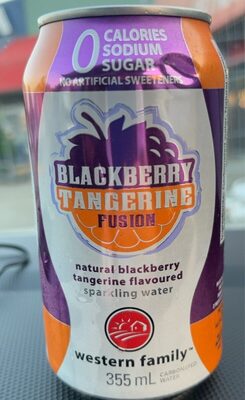 0 CALORIES
SODIUM
SUGAR
NO ARTIFICIAL SWEETENERS
BLACKBERRY
TANGERINE
FUSION
natural blackberry
tangerine flavoured
sparkling water
western family™
355 mL CARBONATED
WATER